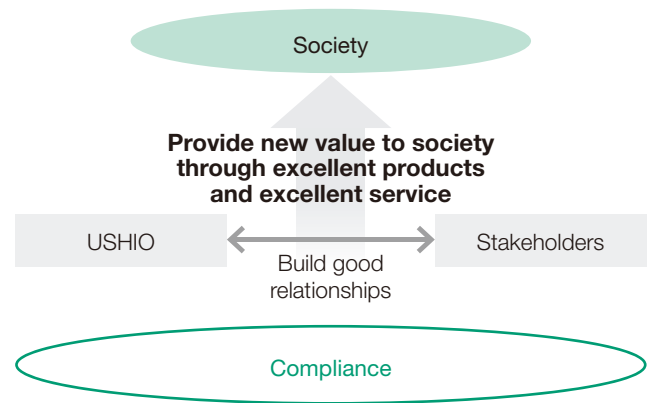 Society
Provide new value to society
through excellent products
and excellent service
USHIO
Stakeholders
Build good
relationships
Compliance